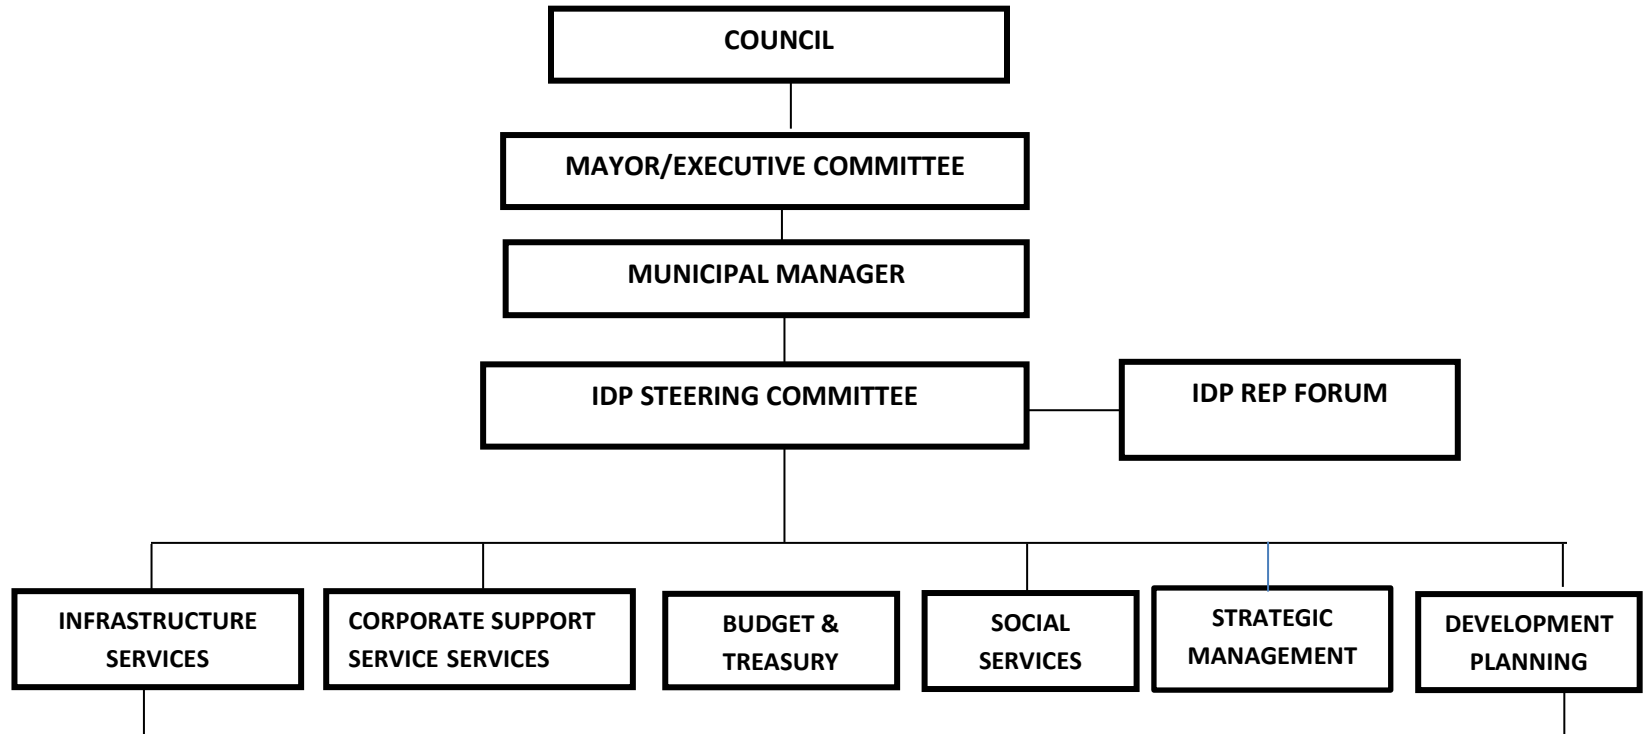 COUNCIL
MAYOR/EXECUTIVE COMMITTEE
MUNICIPAL MANAGER
IDP STEERING COMMITTEE
IDP REP FORUM
INFRASTRUCTURE
SERVICES
CORPORATE SUPPORT
SERVICE SERVICES
BUDGET &
TREASURY
SOCIAL
SERVICES
STRATEGIC
MANAGEMENT
DEVELOPMENT
PLANNING